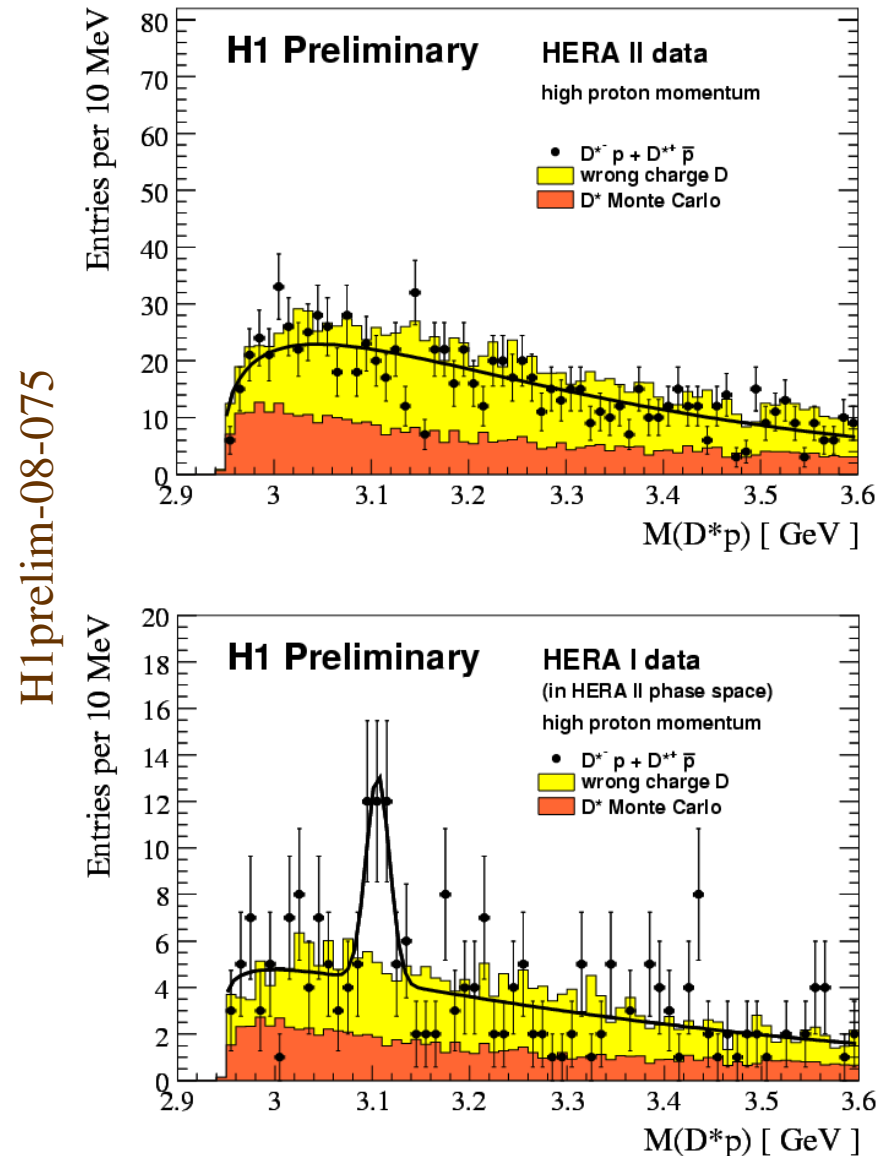 H1prelim-08-075
H1 Preliminary
HERA II data
high proton momentum
D*⁻ p + D*⁺ p̅
wrong charge D
D* Monte Carlo
Entries per 10 MeV
80
70
60
50
40
30
20
10
0
2.9 3 3.1 3.2 3.3 3.4 3.5 3.6
M(D*p) [ GeV ]
H1 Preliminary
HERA I data
(in HERA II phase space)
high proton momentum
D*⁻ p + D*⁺ p̅
wrong charge D
D* Monte Carlo
Entries per 10 MeV
20
18
16
14
12
10
8
6
4
2
0
2.9 3 3.1 3.2 3.3 3.4 3.5 3.6
M(D*p) [ GeV ]